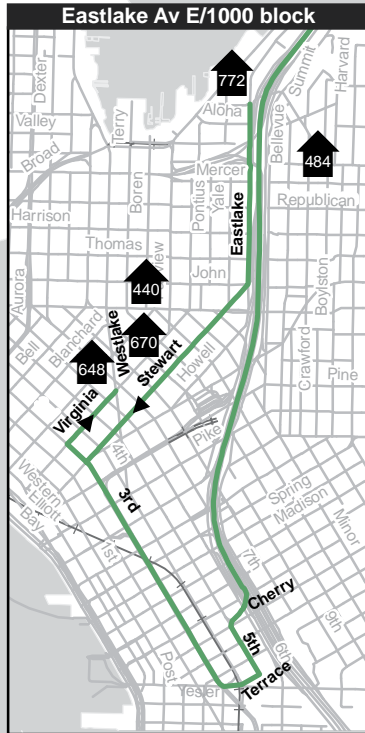 Eastlake Av E/1000 block
772
484
440
670
648
Dexter
Valley
Broad
Harrison
Aurora
Terry
Boren
Thomas
Aloha
Mercer
Pontius
Yale
John
Eastlake
Bellevue
Summit
Harvard
Republican
Boylston
Crawford
Pine
view
Bell
Blanchard
Westlake
Virginia
Stewart
Howell
4th
Pike
Western
Elliott
Bay
1st
3rd
Spring
Madison
Minor
7th
9th
Cherry
5th
6th
Terrace
Post
Yesler